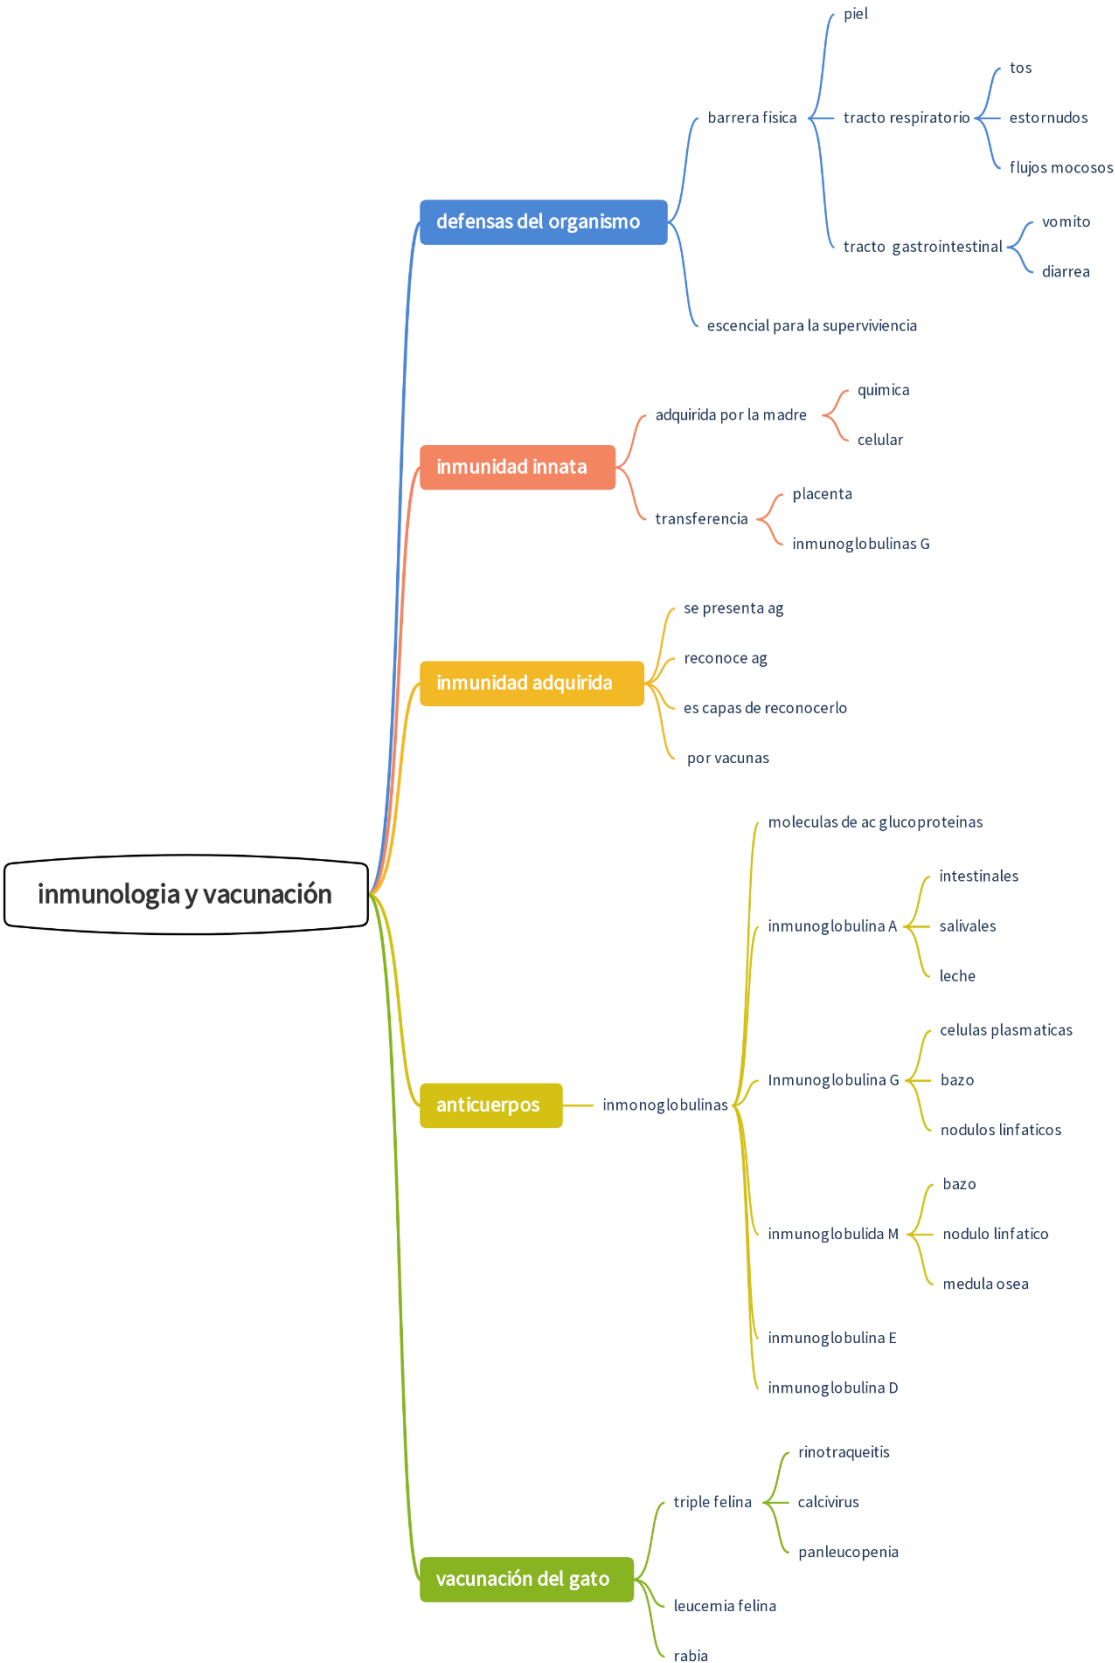 inmunologia y vacunación
defensas del organismo
barrera fisica
piel
tracto respiratorio
tos
estornudos
flujos mocosos
tracto gastrointestinal
vomito
diarrea
escencial para la superviviencia
inmunidad innata
adquirida por la madre
quimica
celular
transferencia
placenta
inmunoglobulinas G
inmunidad adquirida
se presenta ag
reconoce ag
es capas de reconocerlo
por vacunas
anticuerpos
inmonoglobulinas
moleculas de ac glucoproteinas
inmunoglobulina A
intestinales
salivales
leche
Inmunoglobulina G
celulas plasmaticas
bazo
nodulos linfaticos
inmunoglobulida M
bazo
nodulo linfatico
medula osea
inmunoglobulina E
inmunoglobulina D
vacunación del gato
triple felina
rinotraqueitis
calcivirus
panleucopenia
leucemia felina
rabia